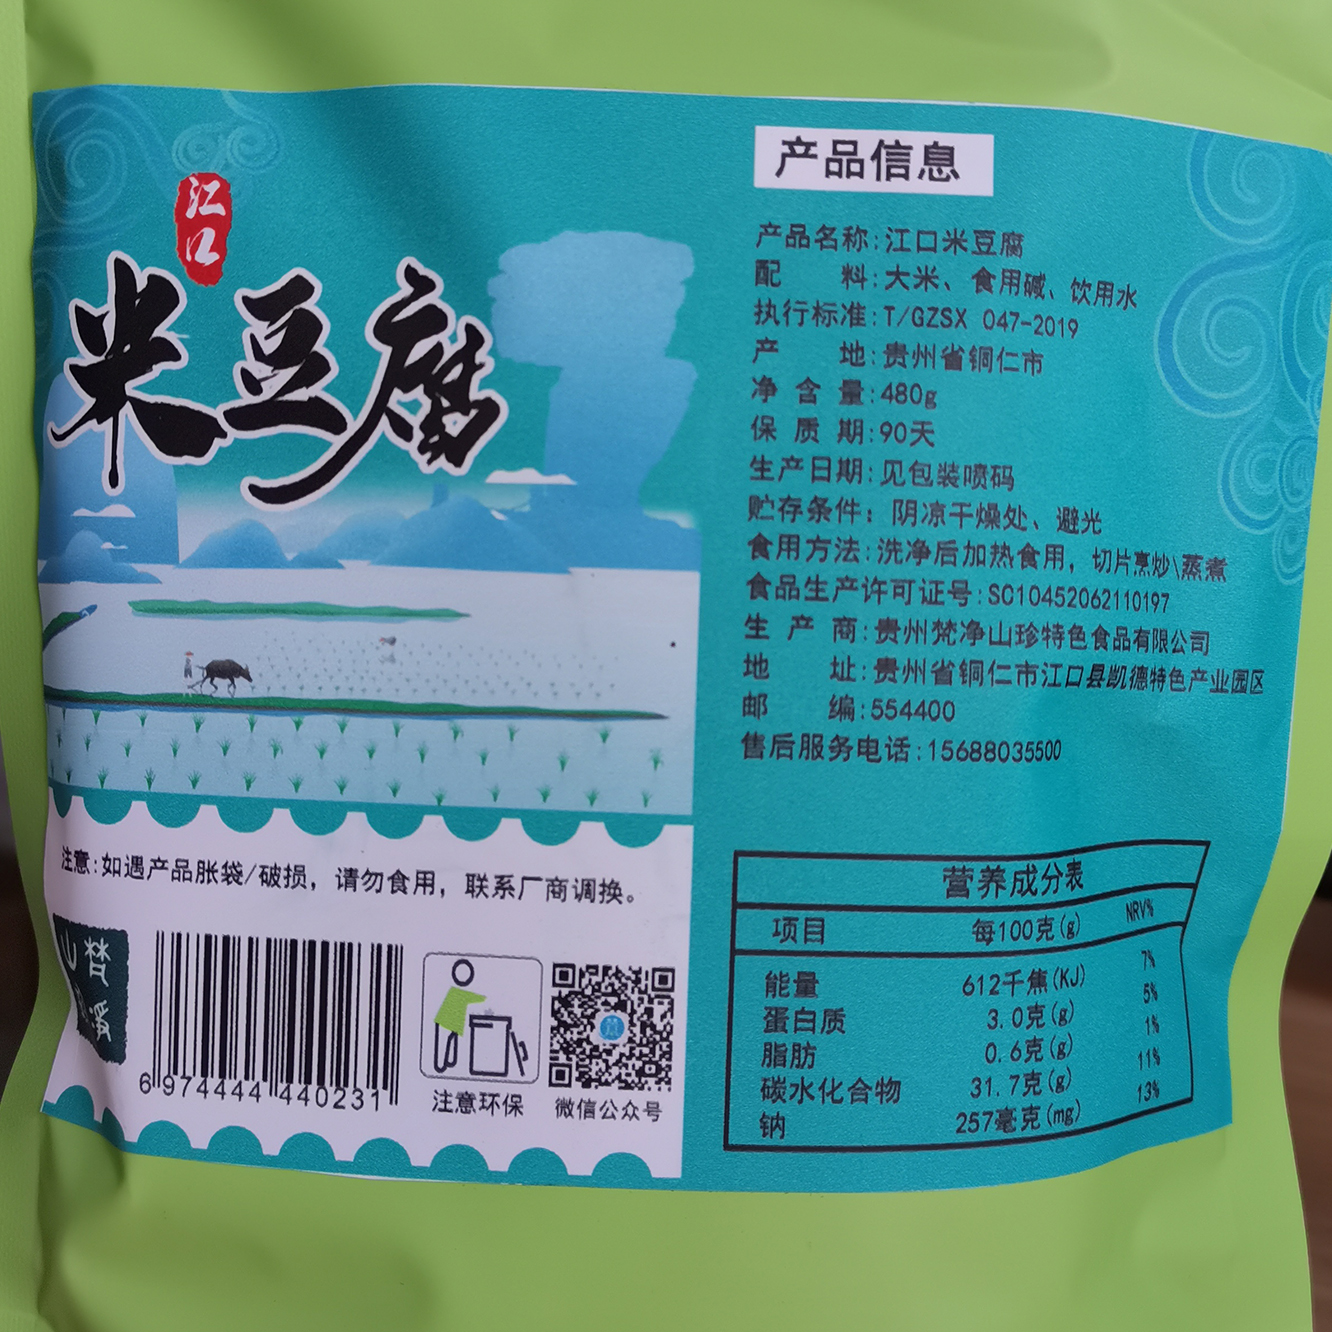 江口
米豆腐
产品信息
产品名称:江口米豆腐
配 料:大米、食用碱、饮用水
执行标准:T/GZSX 047-2019
产 地:贵州省铜仁市
净 含 量:480g
保 质 期:90天
生产日期:见包装喷码
贮存条件: 阴凉干燥处、避光
食用方法:洗净后加热食用, 切片烹炒\蒸煮
食品生产许可证号:SC10452062110197
生 产 商:贵州梵净山珍特色食品有限公司
地 址:贵州省铜仁市江口县凯德特色产业园区
邮 编:554400
售后服务电话:15688035500
注意:如遇产品胀袋/破损, 请勿食用, 联系厂商调换。
6 974444 440231
注意环保
微信公众号
营养成分表
项目 每100克(g) NRV%
能量 612千焦(KJ) 7%
蛋白质 3.0克(g) 5%
脂肪 0.6克(g) 1%
碳水化合物 31.7克(g) 11%
钠 257毫克(mg) 13%